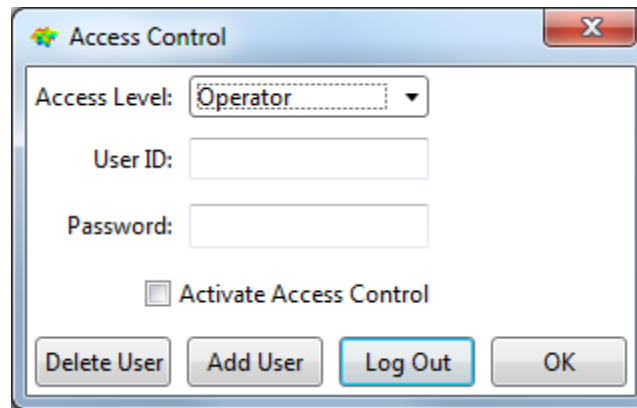 Access Control
Access Level: Operator
User ID:
Password:
Activate Access Control
Delete User Add User Log Out OK